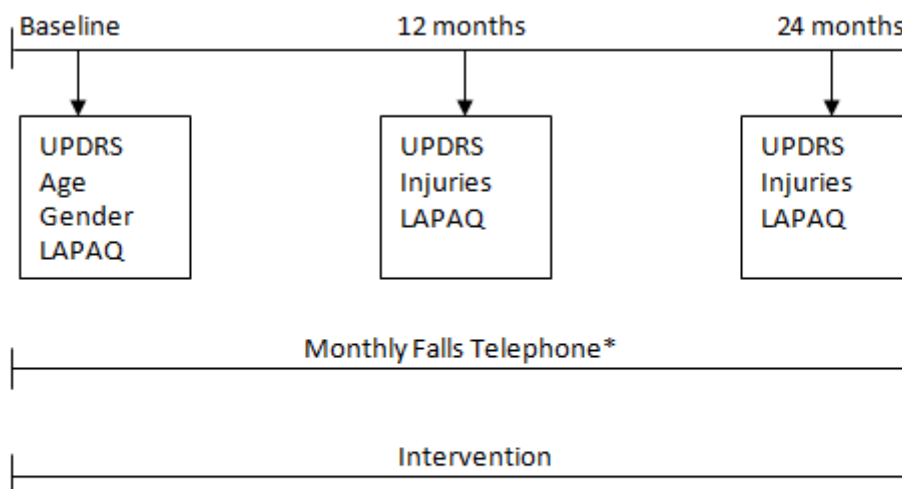 Baseline 12 months 24 months
UPDRS
Age
Gender
LAPAQ
UPDRS
Injuries
LAPAQ
UPDRS
Injuries
LAPAQ
Monthly Falls Telephone*
Intervention